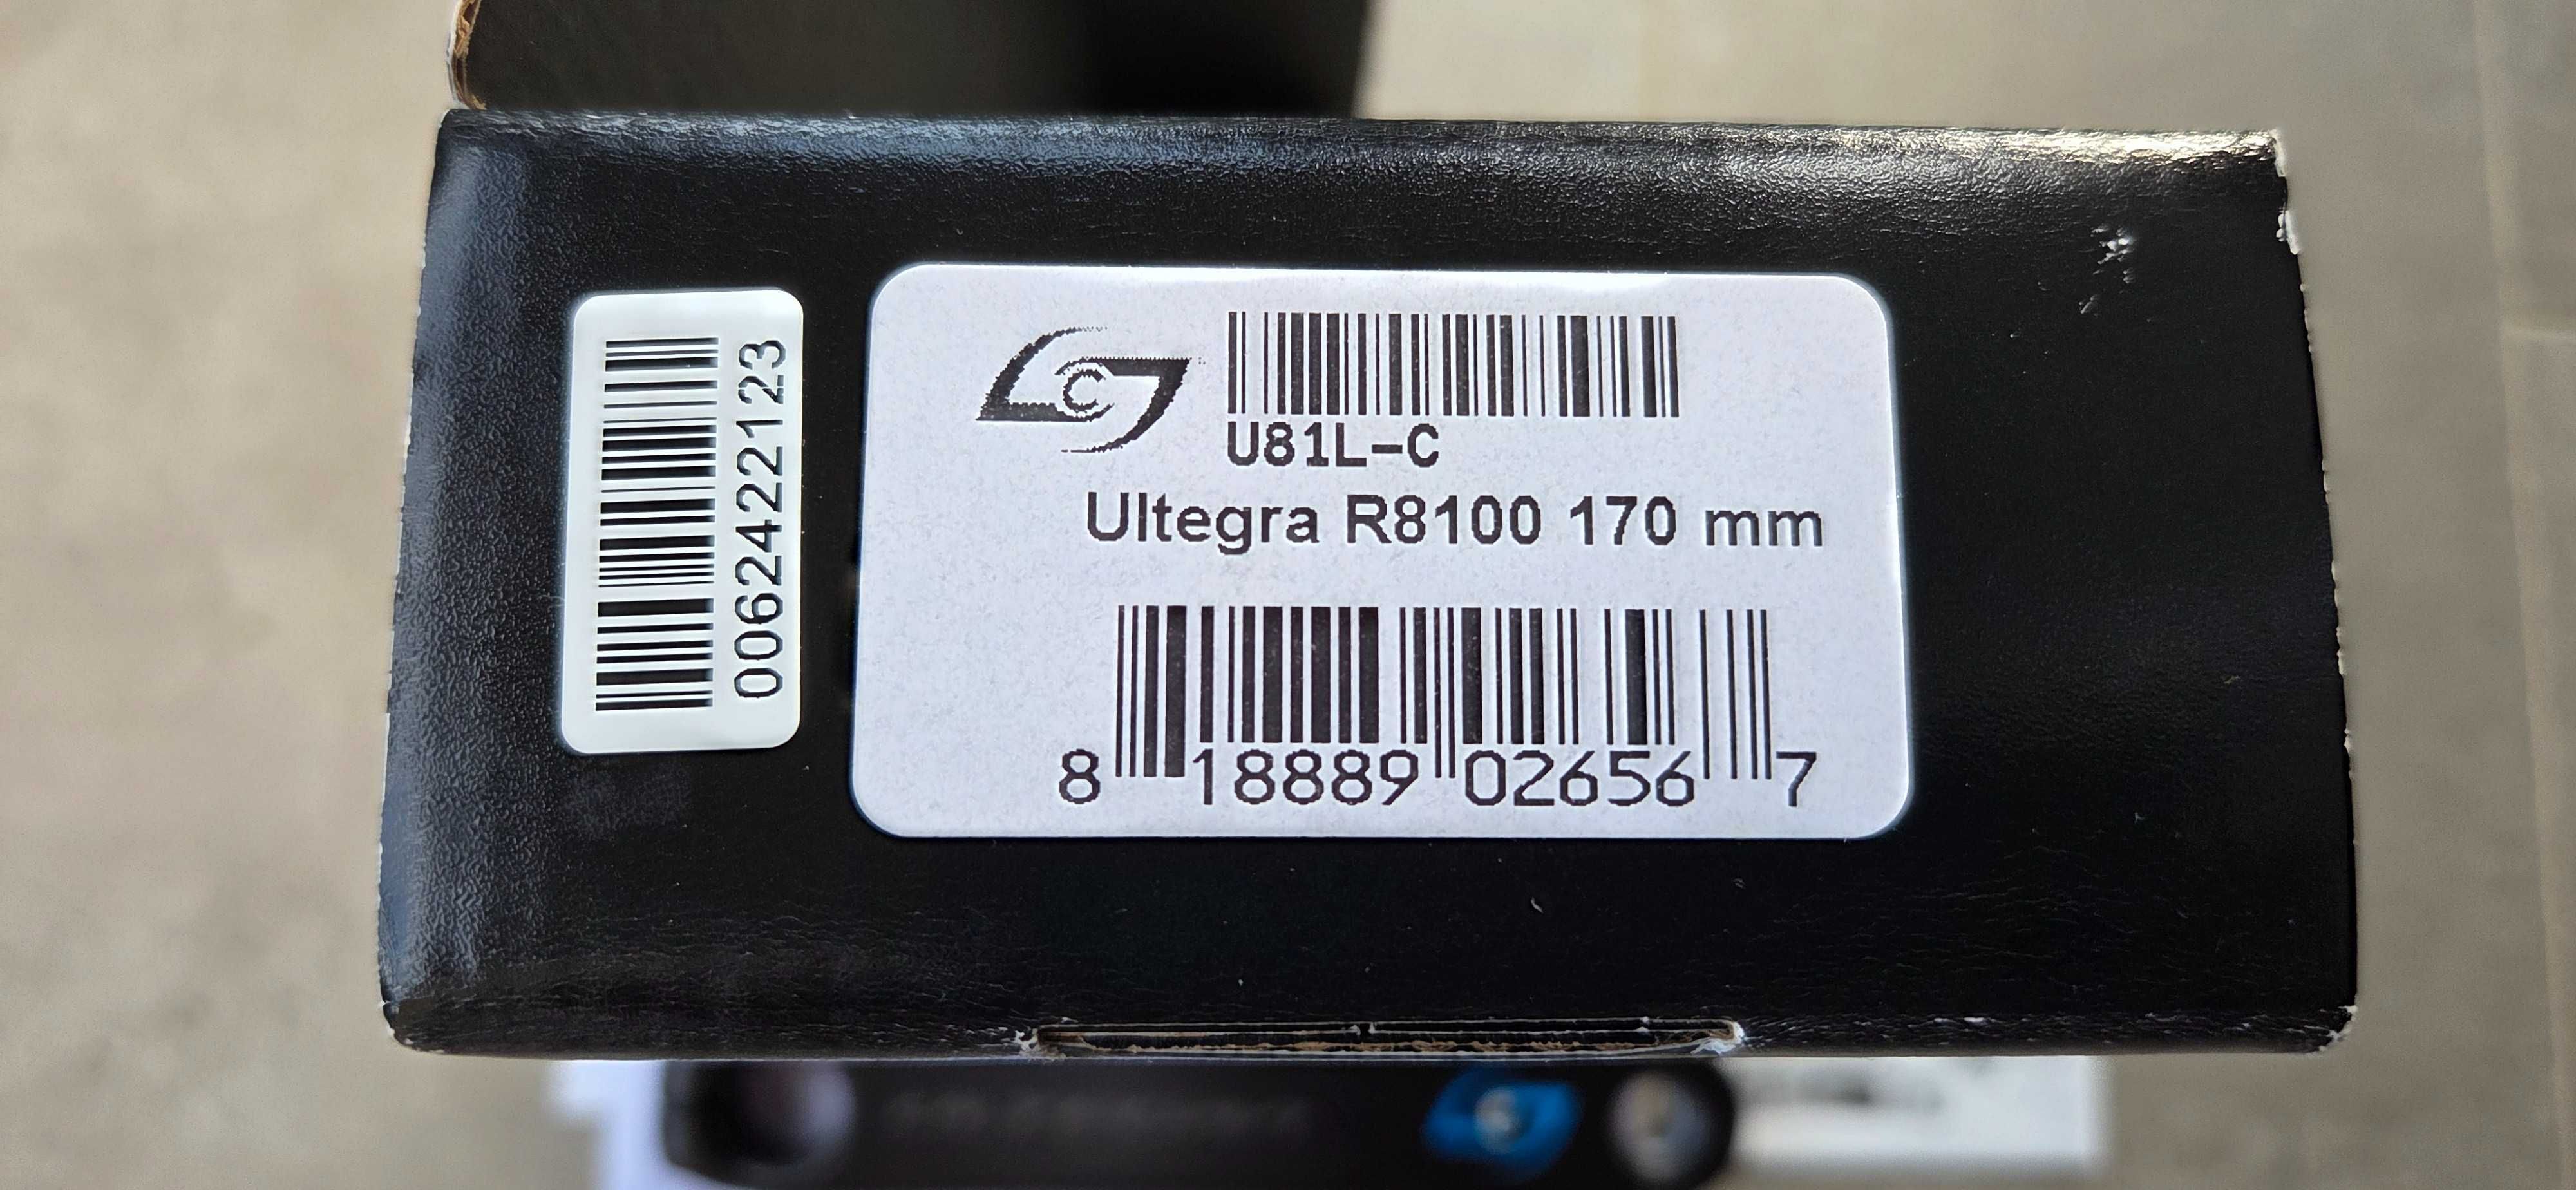 00624222123
U81L-C
Ultegra R8100 170 mm
8 18889 02656 7